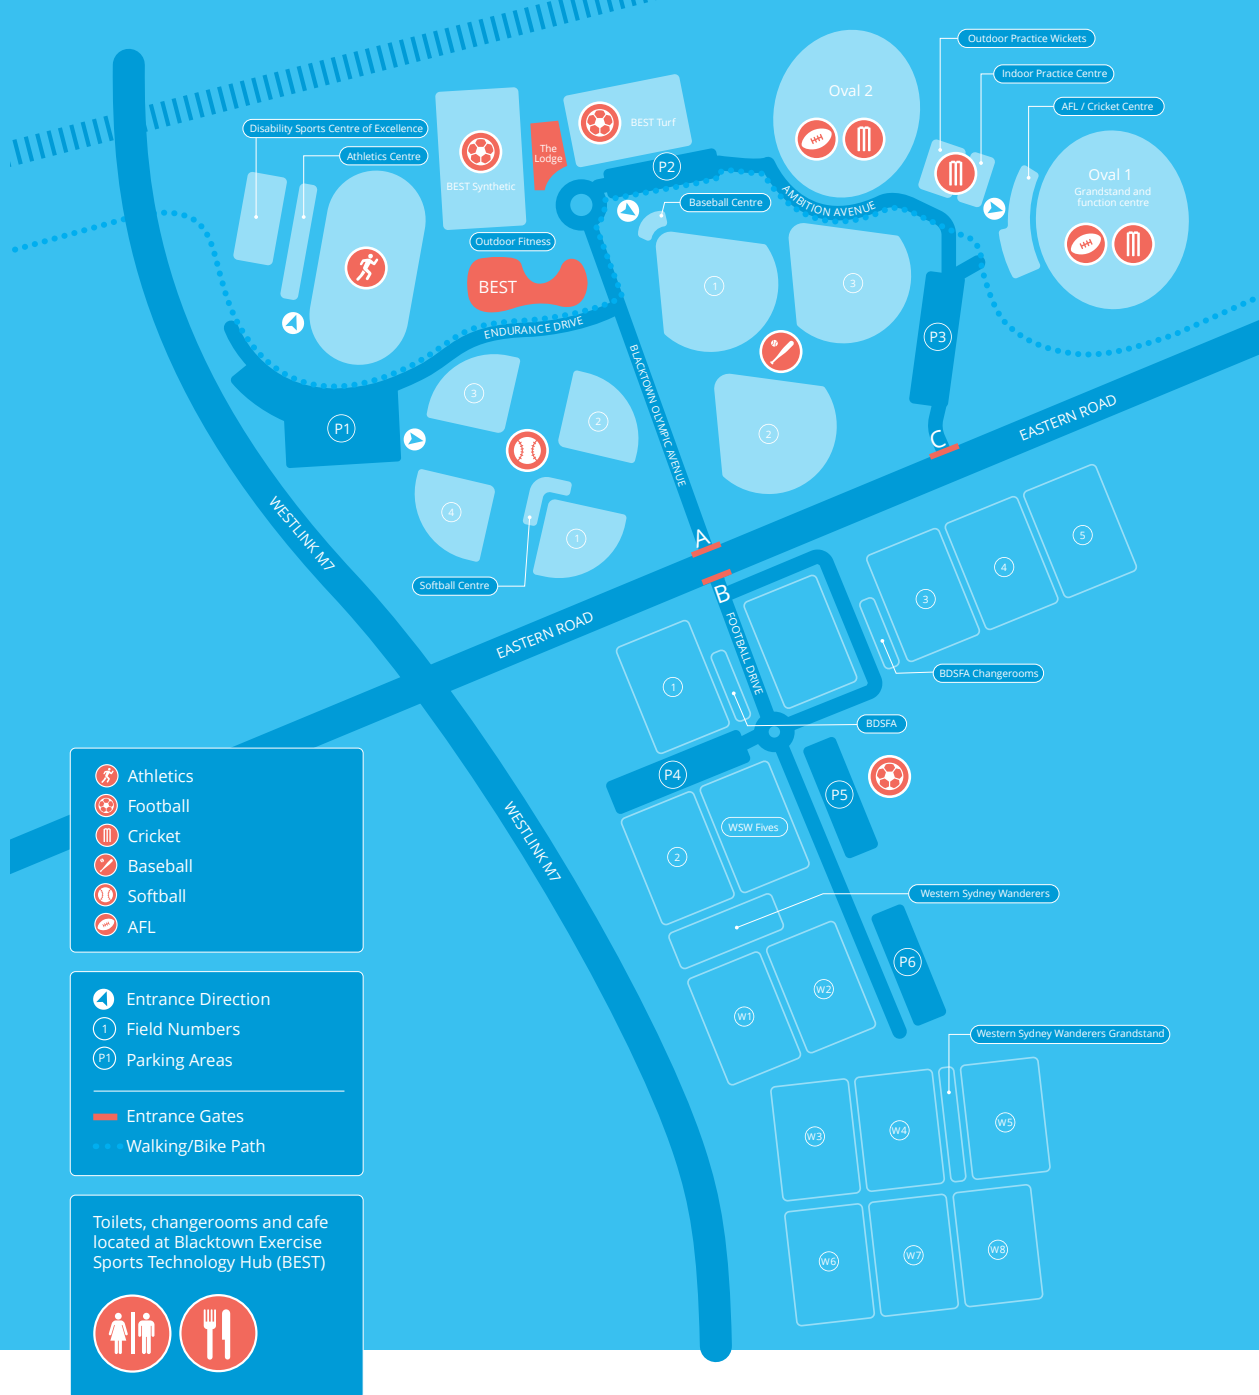 Outdoor Practice Wickets
Indoor Practice Centre
AFL / Cricket Centre
Oval 2
Oval 1
Grandstand and
function centre
Disability Sports Centre of Excellence
Athletics Centre
BEST Synthetic
The
Lodge
BEST Turf
P2
AMBITION AVENUE
Baseball Centre
Outdoor Fitness
BEST
ENDURANCE DRIVE
1
3
2
P3
BLACKTOWN OLYMPIC AVENUE
P1
3
2
4
1
Softball Centre
WESTLINK M7
C
EASTERN ROAD
A
B
EASTERN ROAD
FOOTBALL DRIVE
5
4
3
1
BDSFA Changerooms
BDSFA
P4
P5
WSW Fives
2
WESTLINK M7
Western Sydney Wanderers
P6
W2
W1
Western Sydney Wanderers Grandstand
W3
W4
W5
W6
W7
W8
Athletics
Football
Cricket
Baseball
Softball
AFL
Entrance Direction
1 Field Numbers
P1 Parking Areas
Entrance Gates
Walking/Bike Path
Toilets, changerooms and cafe
located at Blacktown Exercise
Sports Technology Hub (BEST)